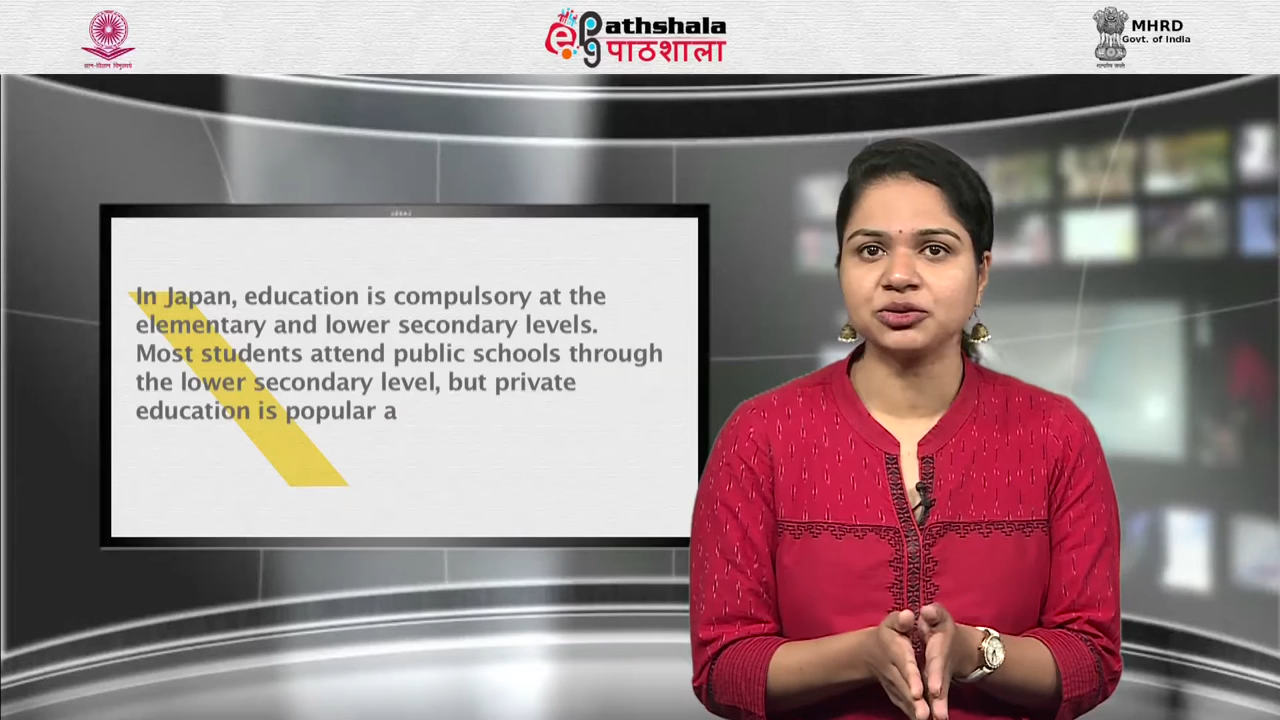 ePathshala
पाठशाला
MHRD
Govt. of India
In Japan, education is compulsory at the
elementary and lower secondary levels.
Most students attend public schools through
the lower secondary level, but private
education is popular a